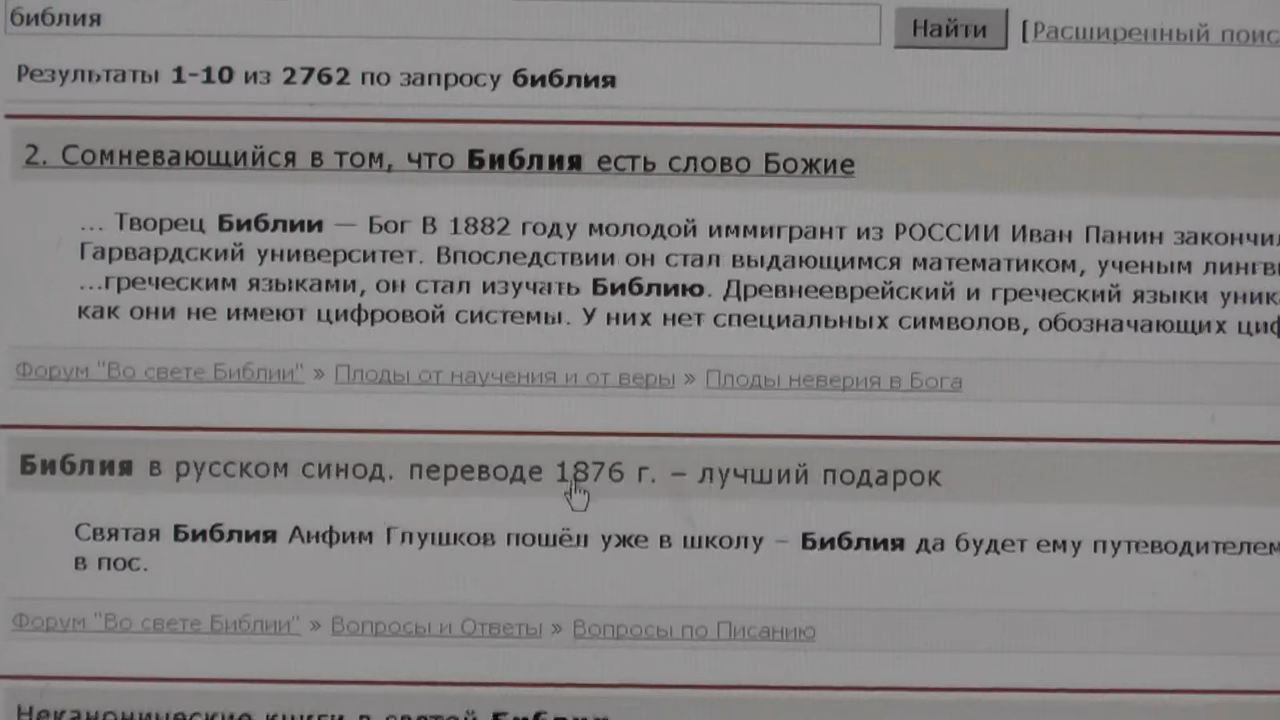 библия
Найти [Расширенный поис
Результаты 1-10 из 2762 по запросу библия
2. Сомневающийся в том, что Библия есть слово Божие
... Творец Библии — Бог В 1882 году молодой иммигрант из РОССИИ Иван Панин закончил
Гарвардский университет. Впоследствии он стал выдающимся математиком, ученым лингви
...греческим языками, он стал изучать Библию. Древнееврейский и греческий языки уник
как они не имеют цифровой системы. У них нет специальных символов, обозначающих циф
Форум "Во свете Библии" » Плоды от научения и от веры » Плоды неверия в Бога
Библия в русском синод. переводе 1876 г. – лучший подарок
Святая Библия Анфим Глушков пошёл уже в школу – Библия да будет ему путеводителем
в пос.
Форум "Во свете Библии" » Вопросы и Ответы » Вопросы по Писанию
Неканонические книги в святой Библии